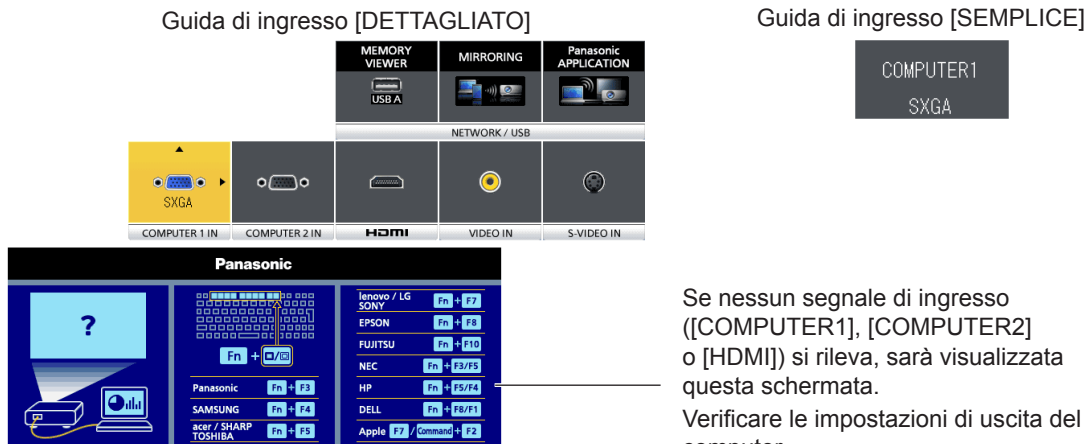 Guida di ingresso [DETTAGLIATO]
Guida di ingresso [SEMPLICE]
MEMORY
VIEWER
MIRRORING
Panasonic
APPLICATION
USB A
NETWORK / USB
COMPUTER1
SXGA
SXGA
COMPUTER 1 IN
COMPUTER 2 IN
HDMI
VIDEO IN
S-VIDEO IN
Panasonic
?
Fn +
Panasonic Fn + F3
SAMSUNG Fn + F4
acer / SHARP
TOSHIBA Fn + F5
lenovo / LG
SONY Fn + F7
EPSON Fn + F8
FUJITSU Fn + F10
NEC Fn + F3/F5
HP Fn + F5/F4
DELL Fn + F8/F1
Apple F7 / Command + F2
Se nessun segnale di ingresso
([COMPUTER1], [COMPUTER2]
o [HDMI]) si rileva, sarà visualizzata
questa schermata.
Verificare le impostazioni di uscita del